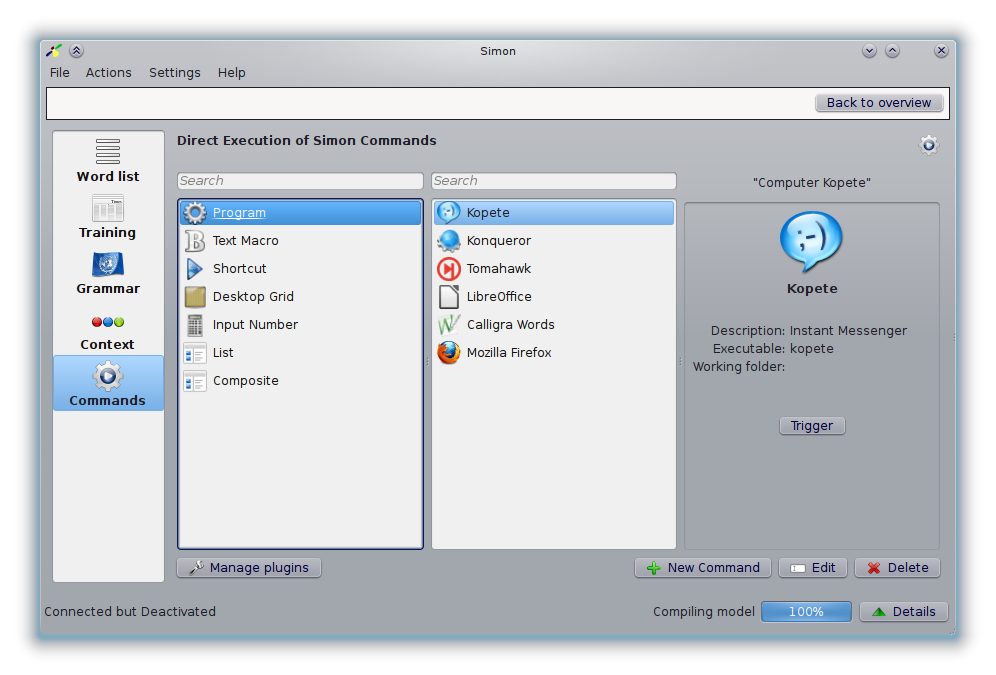 Simon
File Actions Settings Help
Back to overview
Word list
Training
Grammar
Context
Commands
Direct Execution of Simon Commands
Search
Program
Text Macro
Shortcut
Desktop Grid
Input Number
List
Composite
Manage plugins
Search
Kopete
Konqueror
Tomahawk
LibreOffice
Calligra Words
Mozilla Firefox
"Computer Kopete"
;-)
Kopete
Description: Instant Messenger
Executable: kopete
Working folder:
Trigger
New Command Edit Delete
Connected but Deactivated
Compiling model 100% Details